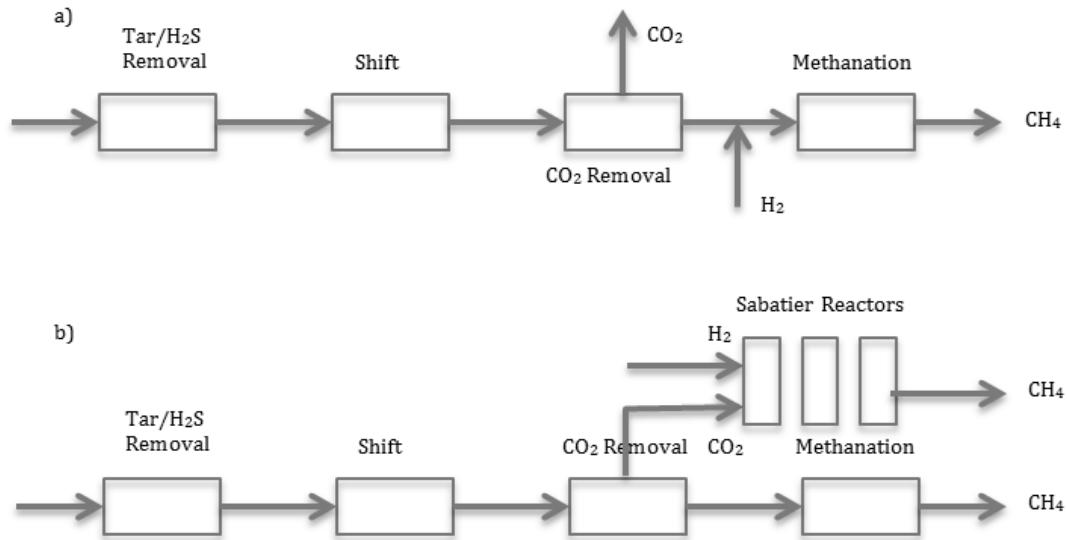 a)
Tar/H₂S
Removal
Shift
CO₂
Methanation
CH₄
CO₂ Removal
H₂
b)
Sabatier Reactors
H₂
CH₄
Tar/H2S
Removal
Shift
CO₂ Removal
CO₂
Methanation
CH₄